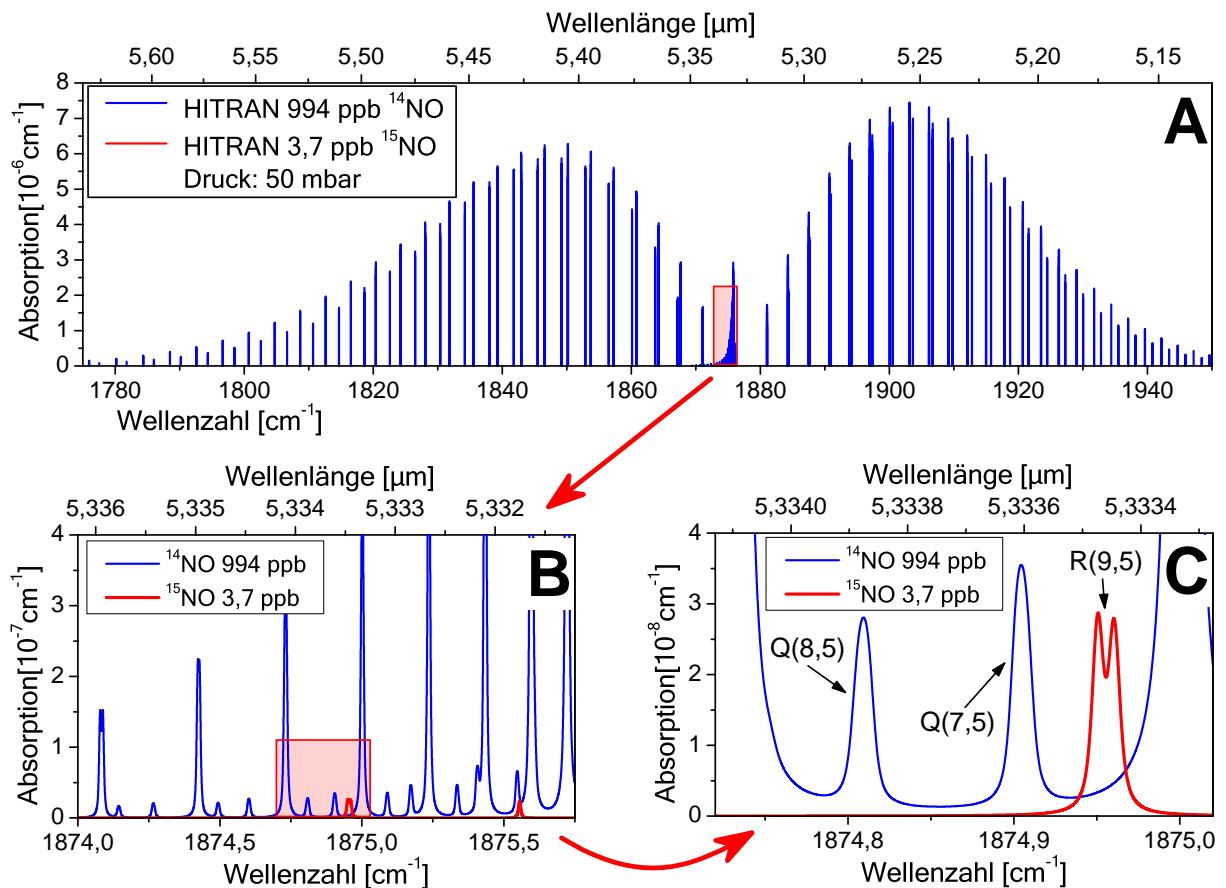 Wellenlänge [µm]
5,60 5,55 5,50 5,45 5,40 5,35 5,30 5,25 5,20 5,15
A
HITRAN 994 ppb ¹⁴NO
HITRAN 3,7 ppb ¹⁵NO
Druck: 50 mbar
Absorption[10⁻⁶cm⁻¹]
8
7
6
5
4
3
2
1
0
1780 1800 1820 1840 1860 1880 1900 1920 1940
Wellenzahl [cm⁻¹]
Wellenlänge [µm]
5,336 5,335 5,334 5,333 5,332
B
¹⁴NO 994 ppb
¹⁵NO 3,7 ppb
Absorption[10⁻⁷cm⁻¹]
4
3
2
1
0
1874,0 1874,5 1875,0 1875,5
Wellenzahl [cm⁻¹]
Wellenlänge [µm]
5,3340 5,3338 5,3336 5,3334
C
¹⁴NO 994 ppb
¹⁵NO 3,7 ppb
R(9,5)
Q(8,5)
Q(7,5)
Absorption[10⁻⁸cm⁻¹]
4
3
2
1
0
1874,8 1874,9 1875,0
Wellenzahl [cm⁻¹]